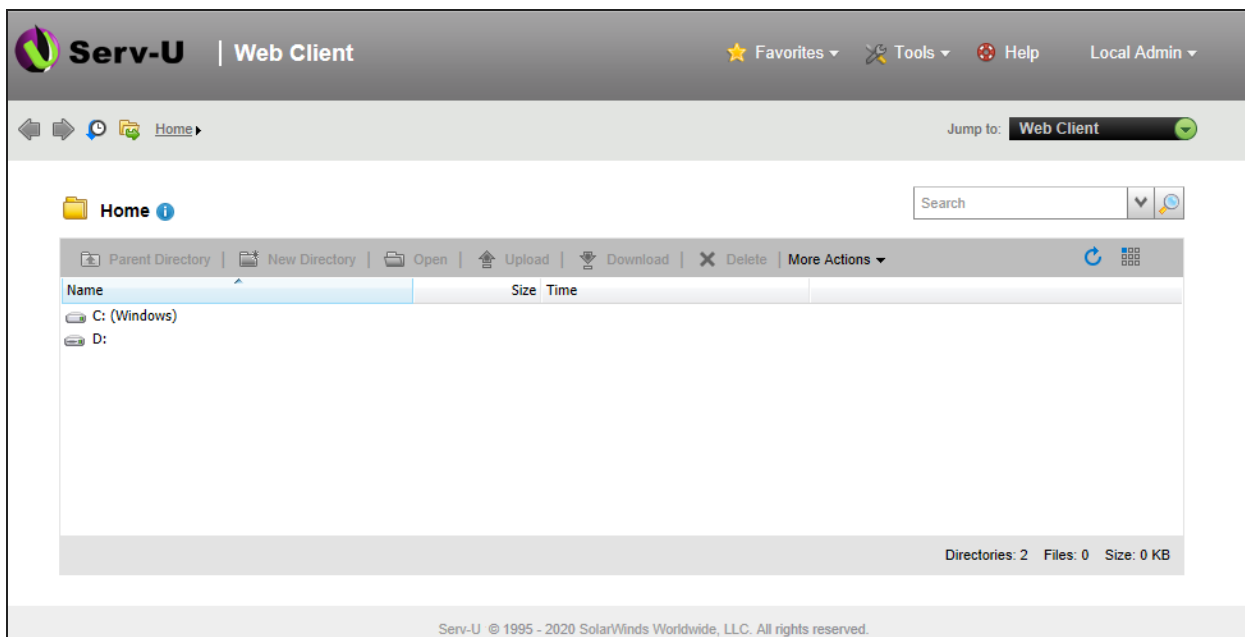 Serv-U | Web Client Favorites Tools Help Local Admin
Home Jump to: Web Client
Home Search
Parent Directory | New Directory | Open | Upload | Download | Delete | More Actions
Name Size Time
C: (Windows)
D:
Directories: 2 Files: 0 Size: 0 KB
Serv-U © 1995 - 2020 SolarWinds Worldwide, LLC. All rights reserved.